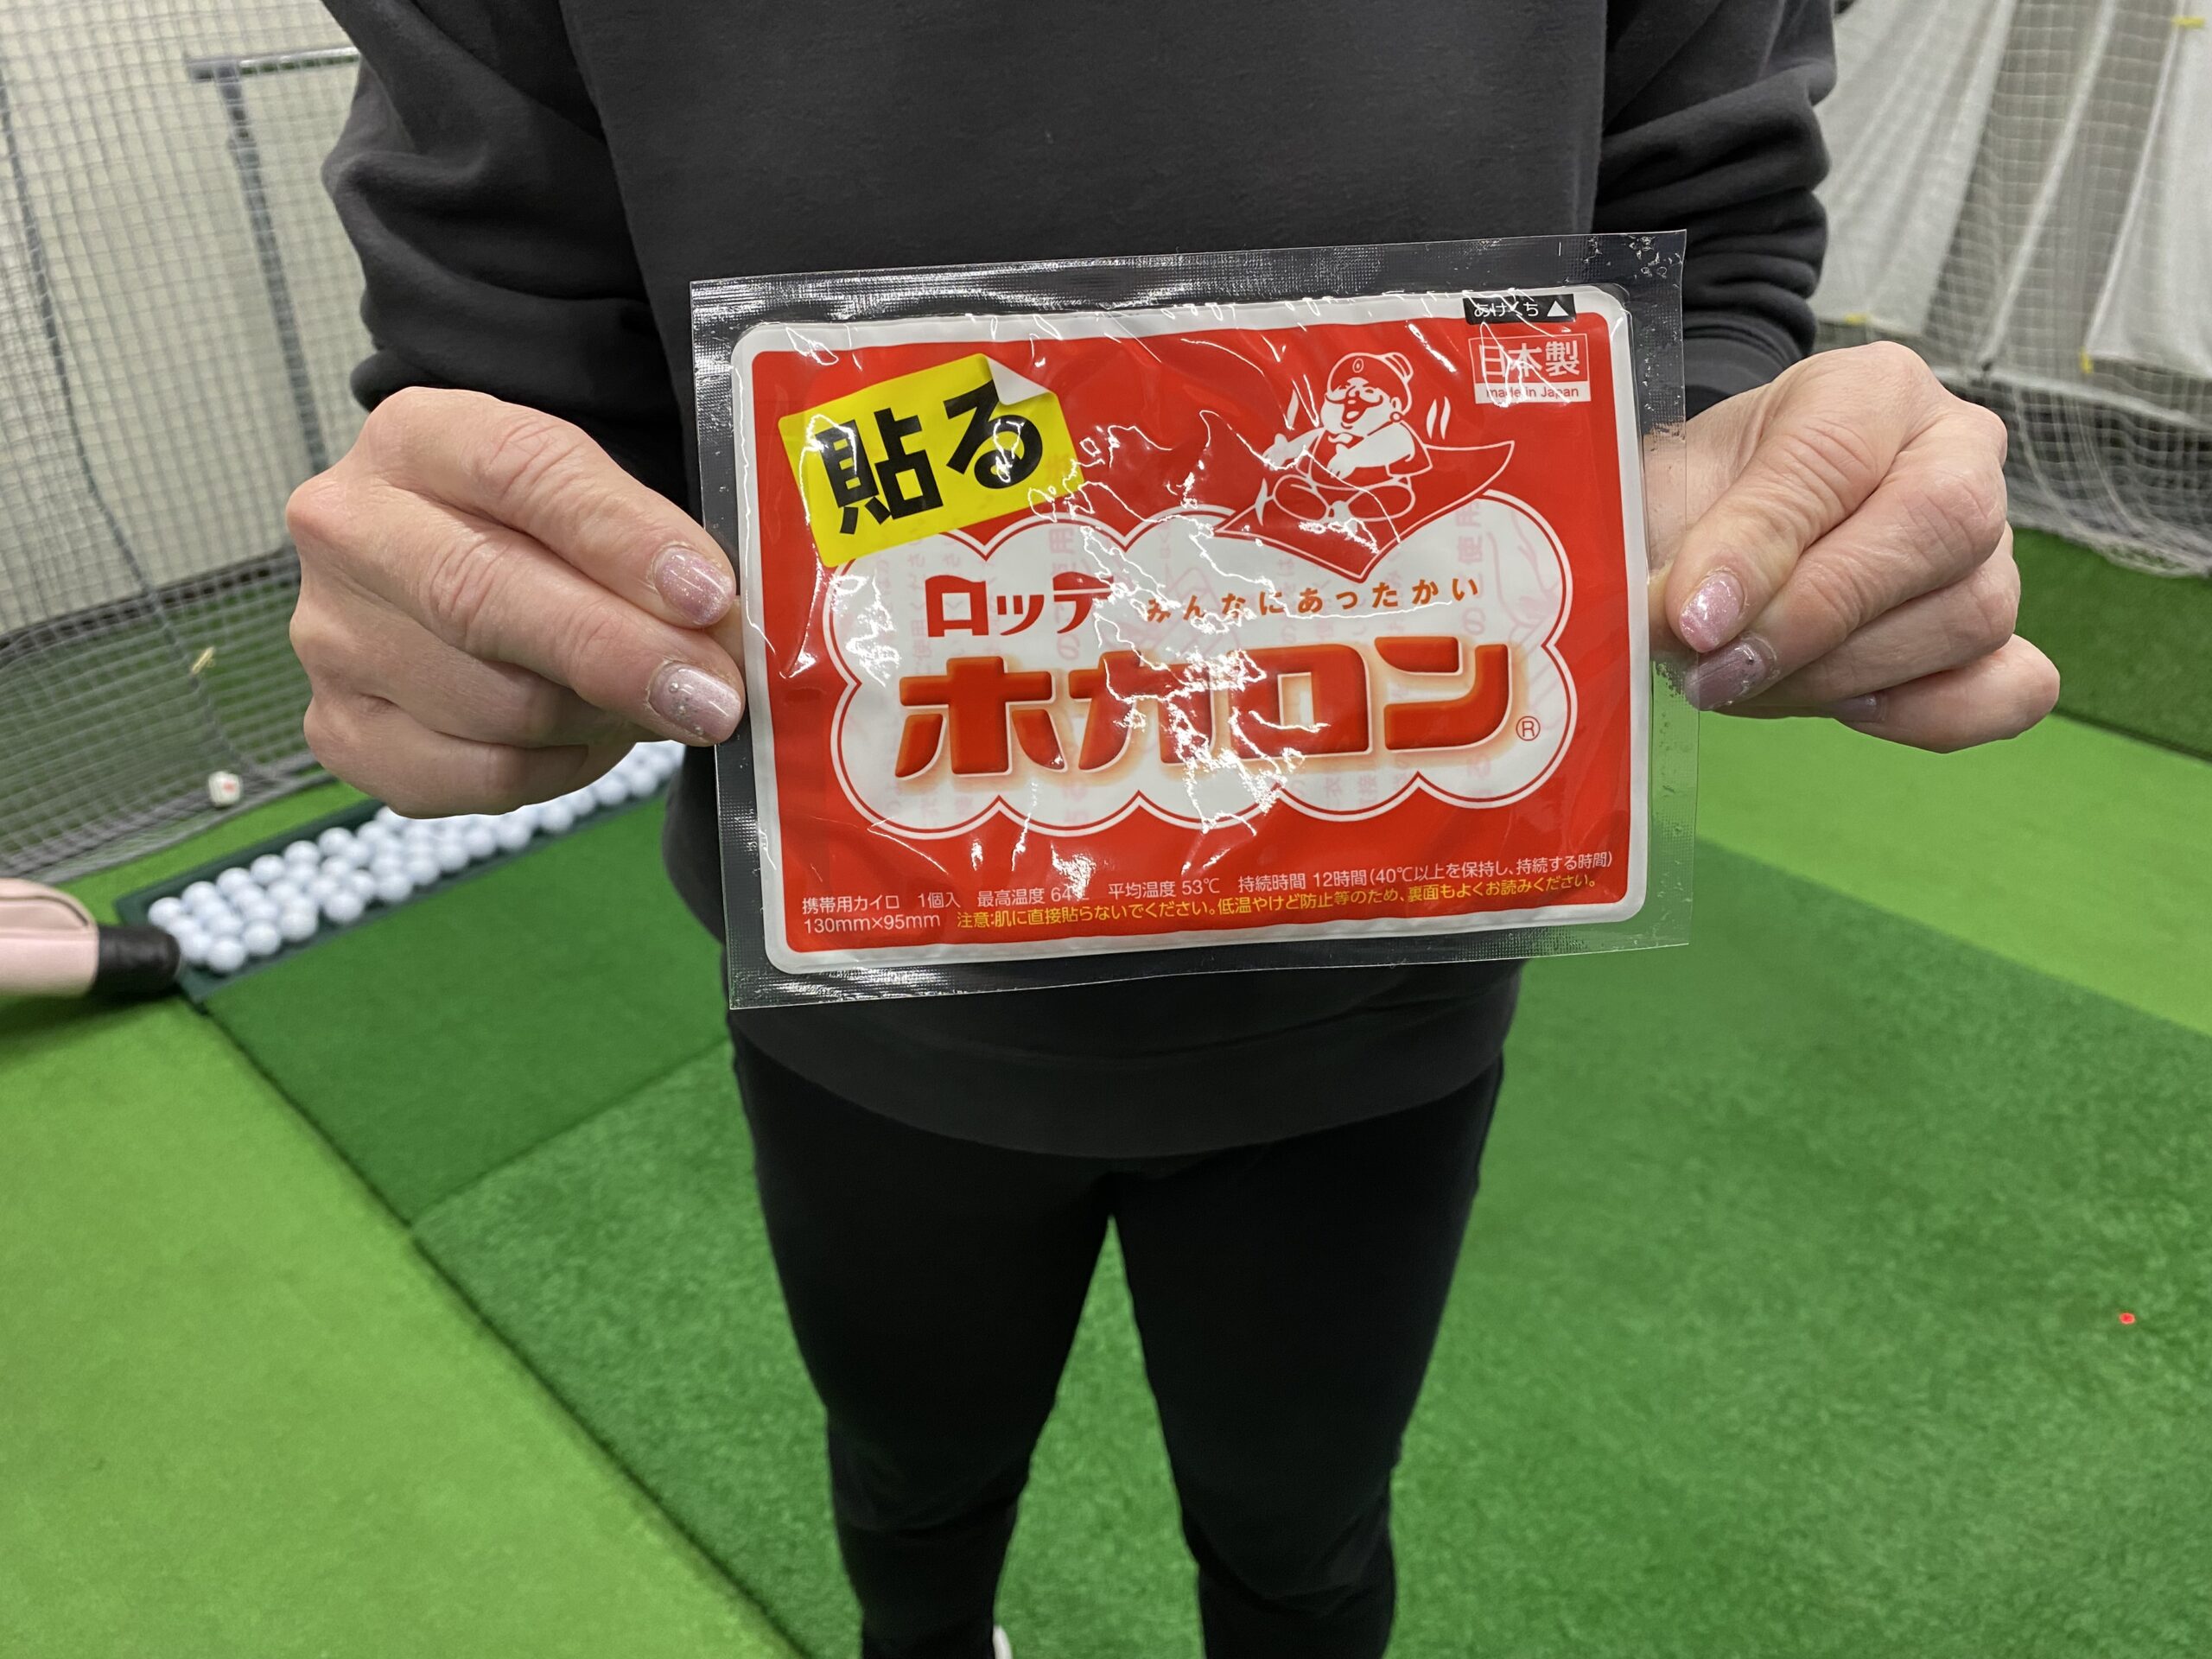 あけくち▲
日本製
made in Japan
貼る
ロッテ みんなにあったかい
ホカロン®
携帯用カイロ 1個入 最高温度 64℃ 平均温度 53℃ 持続時間 12時間(40℃以上を保持し、持続する時間)
130mm×95mm 注意:肌に直接貼らないでください。低温やけど防止等のため、裏面もよくお読みください。